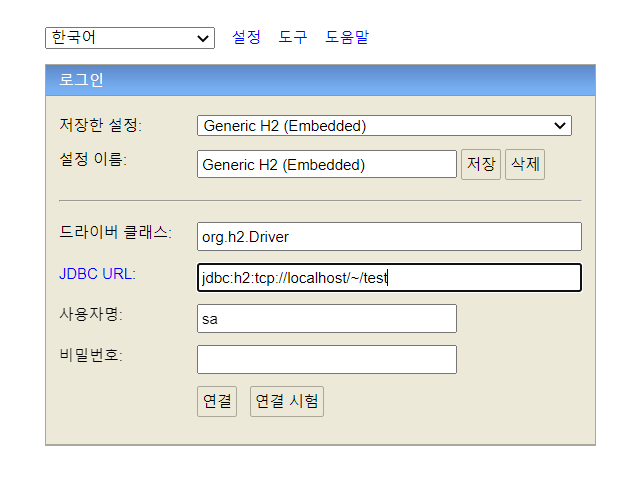 한국어 설정 도구 도움말
로그인
저장한 설정: Generic H2 (Embedded)
설정 이름: Generic H2 (Embedded) 저장 삭제
드라이버 클래스: org.h2.Driver
JDBC URL: jdbc:h2:tcp://localhost/~/test
사용자명: sa
비밀번호:
연결 연결 시험